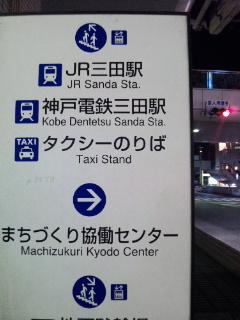 JR三田駅
JR Sanda Sta.
神戸電鉄三田駅
Kobe Dentetsu Sanda Sta.
TAXI
タクシーのりば
Taxi Stand
まちづくり協働センター
Machizukuri Kyodo Center